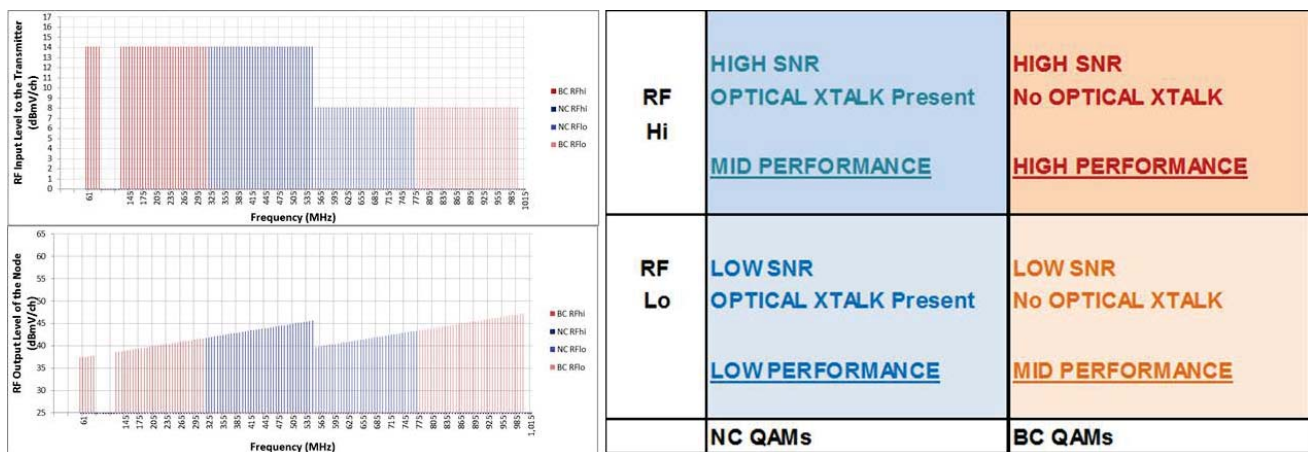 17
16
15
14
13
12
11
10
9
8
7
6
5
4
3
2
1
0
RF Input Level to the Transmitter
(dBmV/ch)
61
145
175
205
235
265
295
325
355
385
415
445
475
505
535
565
595
625
655
685
715
745
775
805
835
865
895
925
955
985
1015
Frequency (MHz)
BC RFhi
NC RFhi
NC RFlo
BC RFlo
65
60
55
50
45
40
35
30
25
RF Output Level of the Node
(dBmV/ch)
61
145
175
205
235
265
295
325
355
385
415
445
475
505
535
565
595
625
655
685
715
745
775
805
835
865
895
925
955
985
1,015
Frequency (MHz)
BC RFhi
NC RFhi
NC RFlo
BC RFlo
RF
Hi
HIGH SNR
OPTICAL XTALK Present
MID PERFORMANCE
HIGH SNR
No OPTICAL XTALK
HIGH PERFORMANCE
RF
Lo
LOW SNR
OPTICAL XTALK Present
LOW PERFORMANCE
LOW SNR
No OPTICAL XTALK
MID PERFORMANCE
NC QAMs
BC QAMs